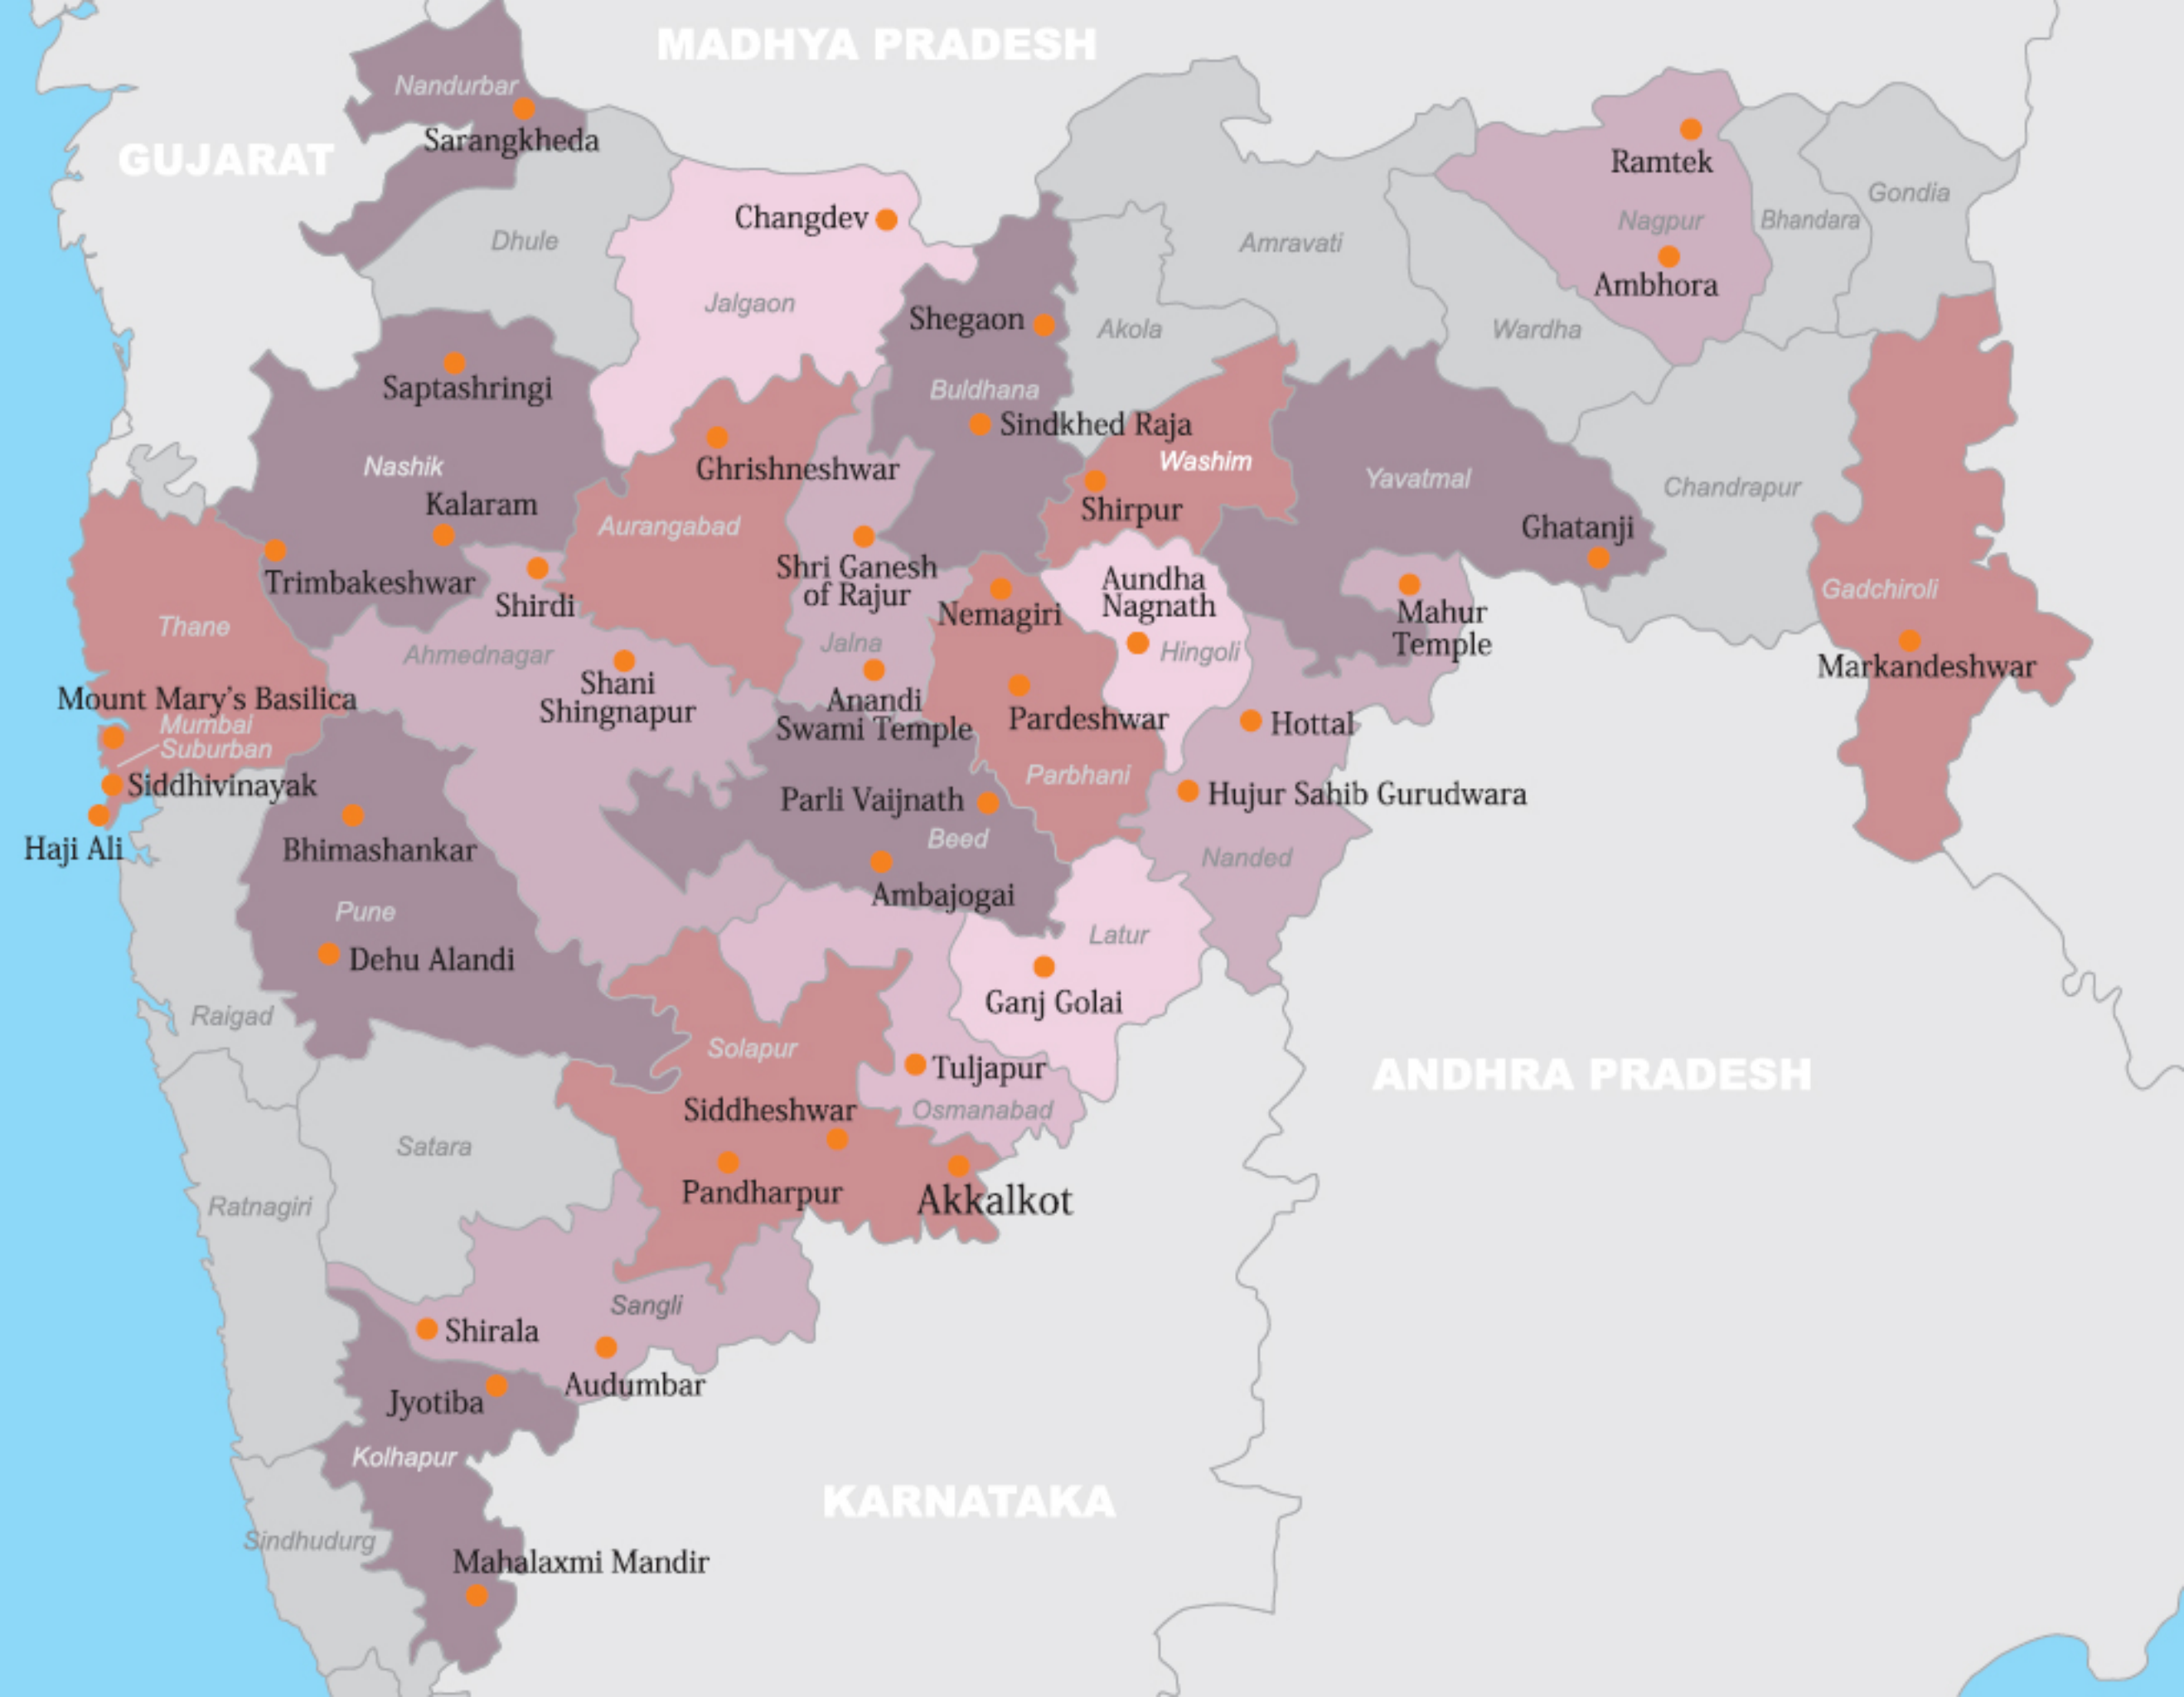 MADHYA PRADESH
Nandurbar
Sarangkheda
GUJARAT
Ramtek
Gondia
Changdev
Nagpur
Bhandara
Dhule
Amravati
Ambhora
Jalgaon
Shegaon
Akola
Wardha
Saptashringi
Buldhana
Sindkhed Raja
Ghrishneshwar
Nashik
Washim
Yavatmal
Chandrapur
Kalaram
Shirpur
Aurangabad
Ghatanji
Trimbakeshwar
Shri Ganesh
of Rajur
Aundha
Nagnath
Gadchiroli
Shirdi
Nemagiri
Mahur
Temple
Thane
Jalna
Ahmednagar
Hingoli
Markandeshwar
Shani
Shingnapur
Mount Mary's Basilica
Anandi
Swami Temple
Pardeshwar
Hottal
Mumbai
Suburban
Parbhani
Siddhivinayak
Parli Vaijnath
Hujur Sahib Gurudwara
Haji Ali
Bhimashankar
Beed
Nanded
Ambajogai
Pune
Latur
Dehu Alandi
Ganj Golai
Raigad
Solapur
Tuljapur
ANDHRA PRADESH
Siddheshwar
Osmanabad
Satara
Pandharpur
Akkalkot
Ratnagiri
Sangli
Shirala
Audumbar
Jyotiba
Kolhapur
KARNATAKA
Sindhudurg
Mahalaxmi Mandir